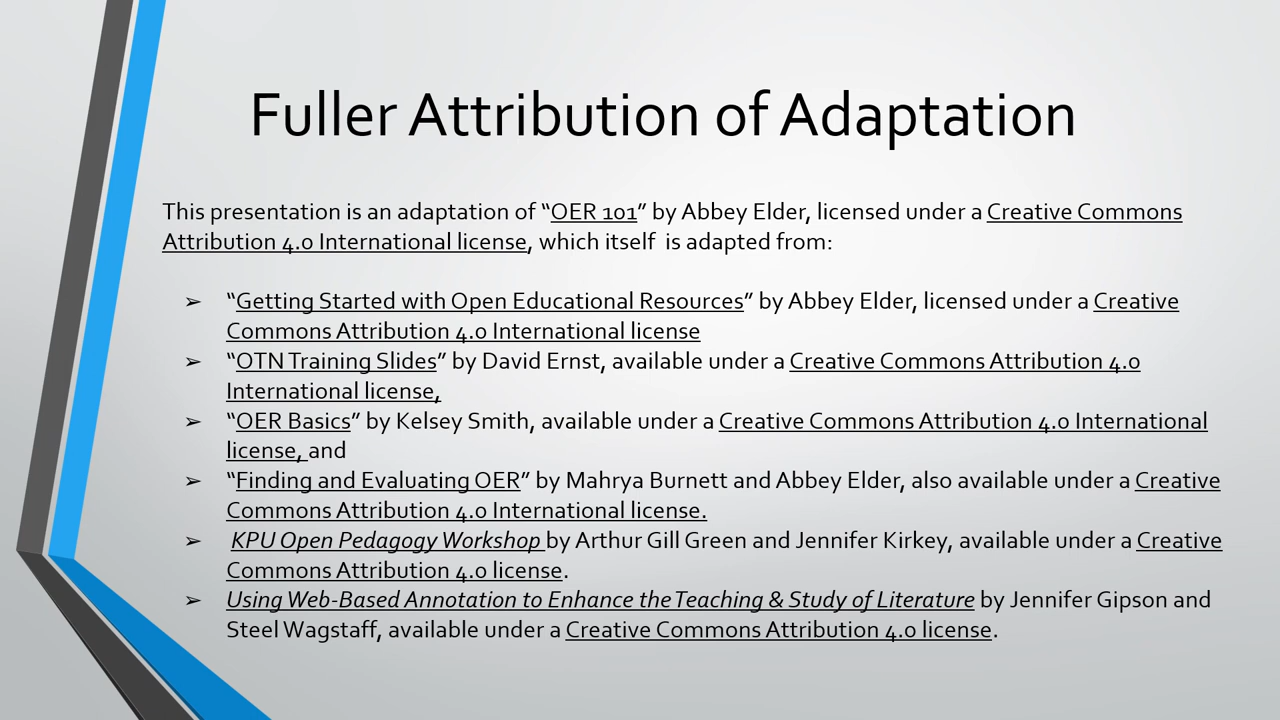 Fuller Attribution of Adaptation
This presentation is an adaptation of “OER 101” by Abbey Elder, licensed under a Creative Commons
Attribution 4.0 International license, which itself  is adapted from:
➢ “Getting Started with Open Educational Resources” by Abbey Elder, licensed under a Creative
Commons Attribution 4.0 International license
➢ “OTN Training Slides” by David Ernst, available under a Creative Commons Attribution 4.0
International license,
➢ “OER Basics” by Kelsey Smith, available under a Creative Commons Attribution 4.0 International
license, and
➢ “Finding and Evaluating OER” by Mahrya Burnett and Abbey Elder, also available under a Creative
Commons Attribution 4.0 International license.
➢ KPU Open Pedagogy Workshop by Arthur Gill Green and Jennifer Kirkey, available under a Creative
Commons Attribution 4.0 license.
➢ Using Web-Based Annotation to Enhance the Teaching & Study of Literature by Jennifer Gipson and
Steel Wagstaff, available under a Creative Commons Attribution 4.0 license.